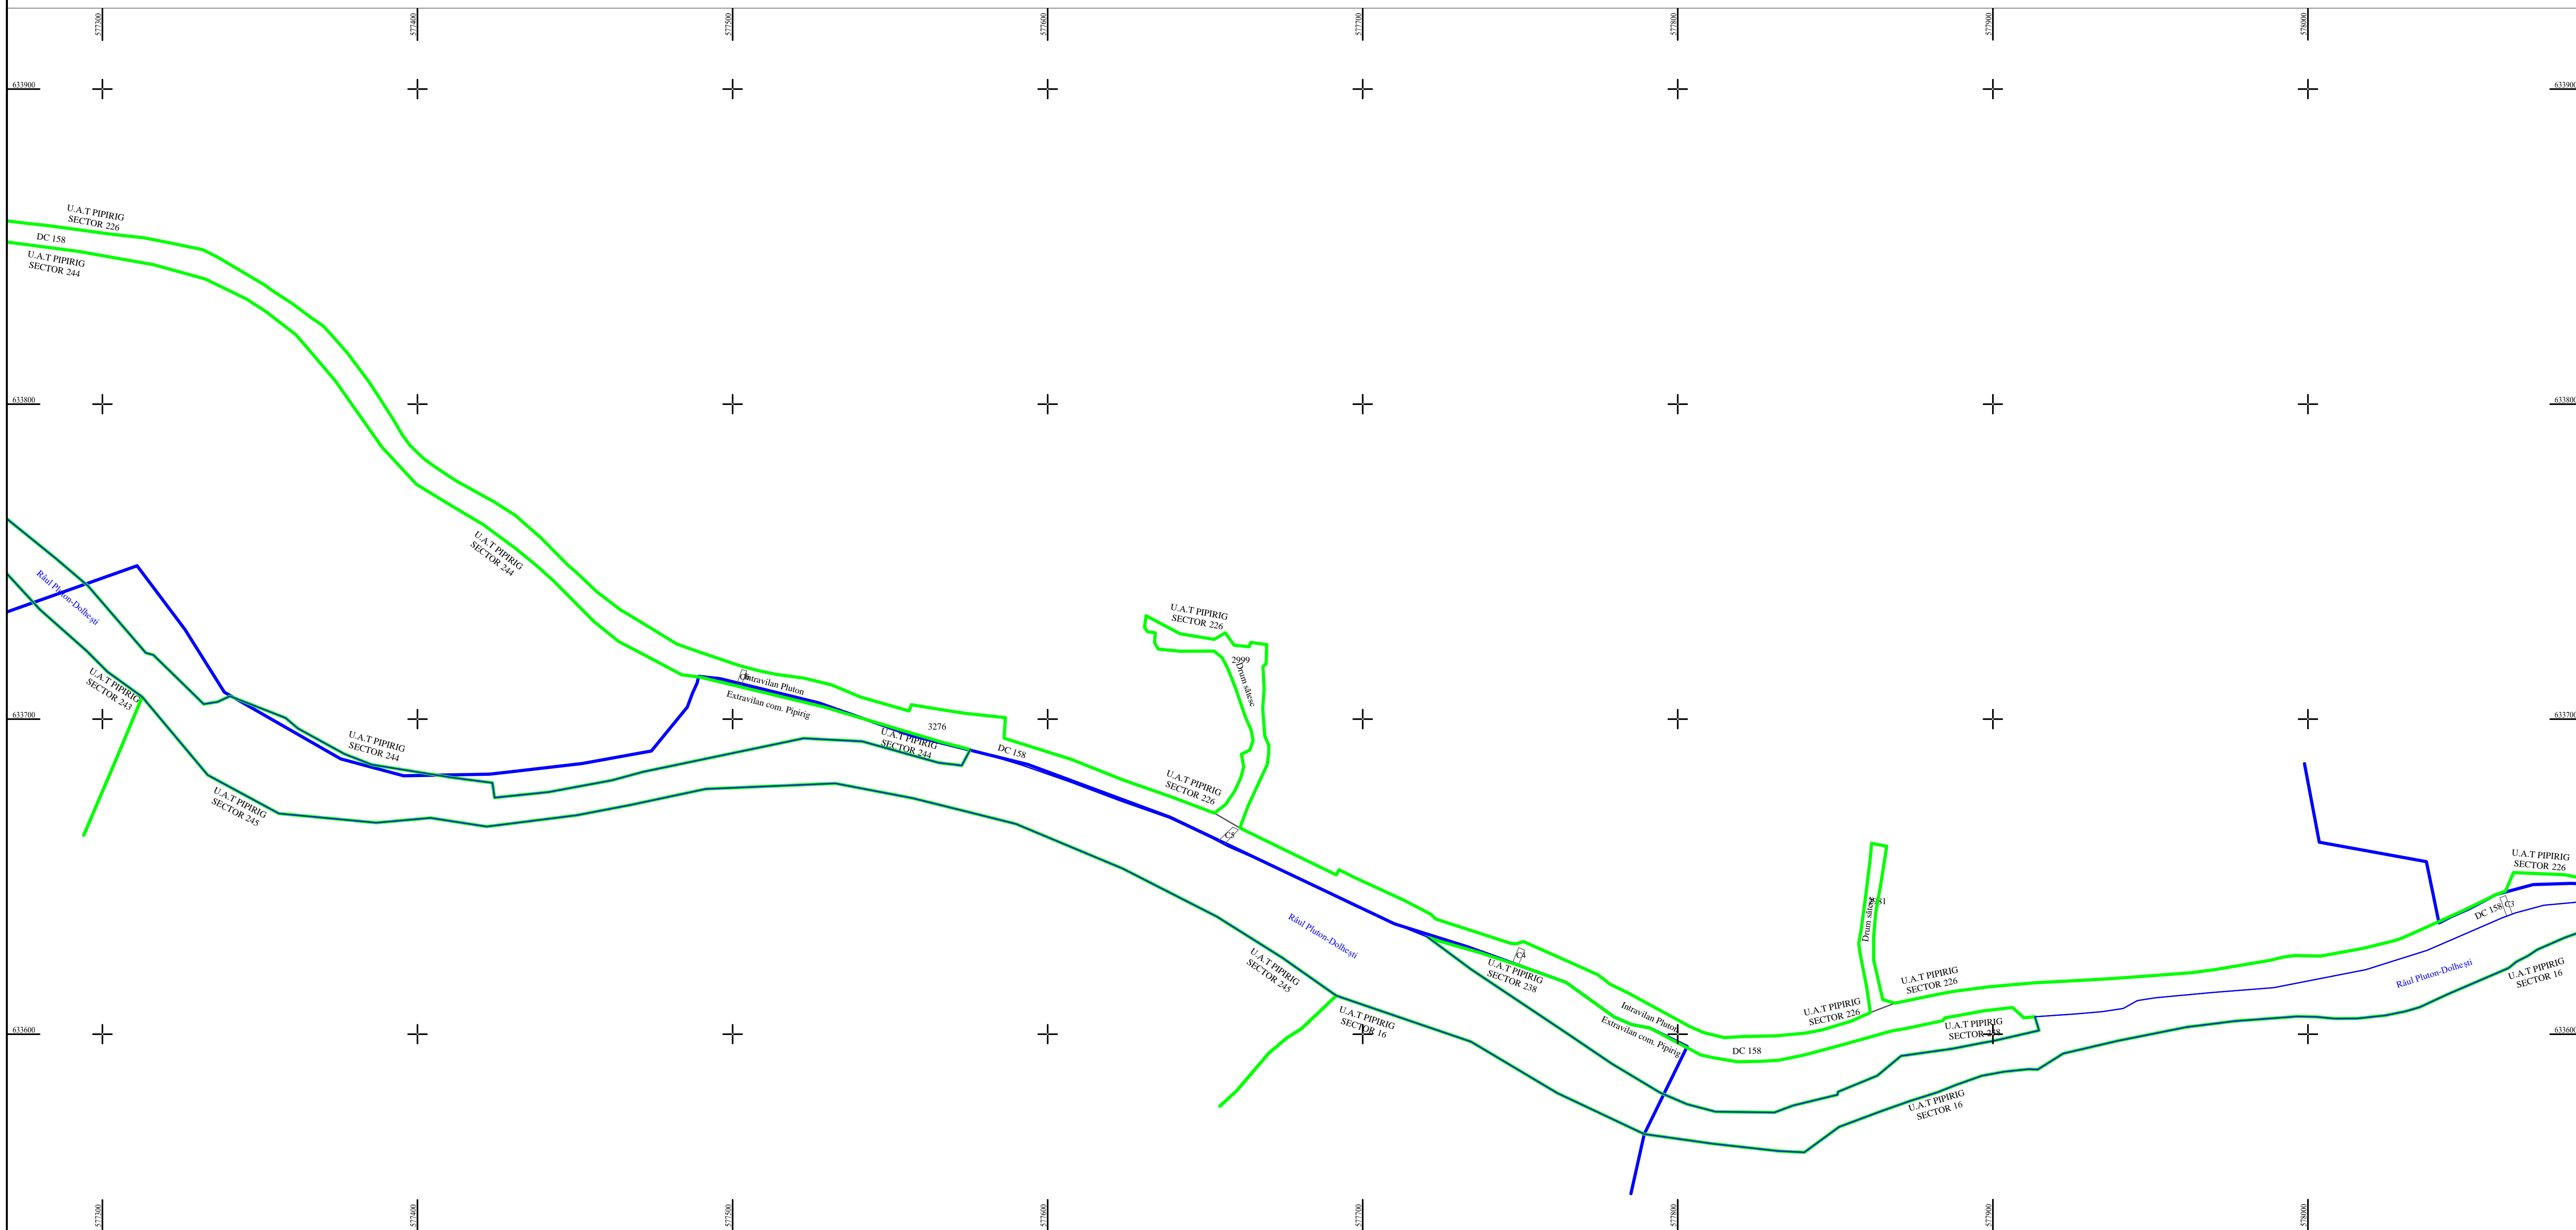 577300
577400
577500
577600
577700
577800
577900
578000
633900
633900
U.A.T PIPIRIG
SECTOR 226
DC 158
U.A.T PIPIRIG
SECTOR 244
633800
633800
U.A.T PIPIRIG
SECTOR 244
Râul Pluton-Dolhești
U.A.T PIPIRIG
SECTOR 243
U.A.T PIPIRIG
SECTOR 226
2999
Drum sătesc
Intravilan Pluton
Extravilan com. Pipirig
633700
633700
3276
U.A.T PIPIRIG
SECTOR 244
U.A.T PIPIRIG
SECTOR 244
DC 158
U.A.T PIPIRIG
SECTOR 226
U.A.T PIPIRIG
SECTOR 245
C5
U.A.T PIPIRIG
SECTOR 226
Drum sătesc
DC 158
C3
Râul Pluton-Dolhești
U.A.T PIPIRIG
SECTOR 245
C4
U.A.T PIPIRIG
SECTOR 238
U.A.T PIPIRIG
SECTOR 226
Râul Pluton-Dolhești
U.A.T PIPIRIG
SECTOR 16
U.A.T PIPIRIG
SECTOR 16
Intravilan Pluton
Extravilan com. Pipirig
U.A.T PIPIRIG
SECTOR 226
U.A.T PIPIRIG
SECTOR 238
633600
633600
DC 158
U.A.T PIPIRIG
SECTOR 16
577300
577400
577500
577600
577700
577800
577900
578000